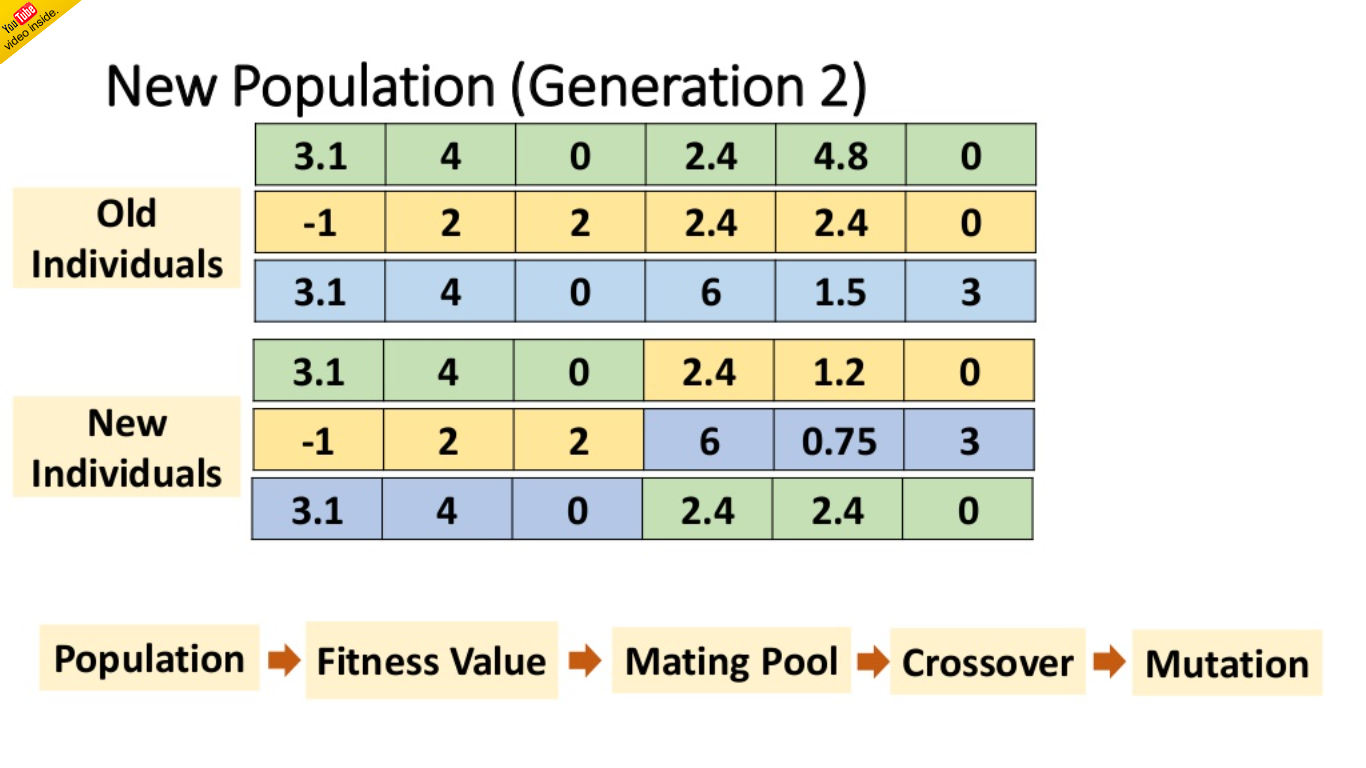 YouTube
video inside.
New Population (Generation 2)
3.1 4 0 2.4 4.8 0
Old
Individuals
-1 2 2 2.4 2.4 0
3.1 4 0 6 1.5 3
3.1 4 0 2.4 1.2 0
New
Individuals
-1 2 2 6 0.75 3
3.1 4 0 2.4 2.4 0
Population Fitness Value Mating Pool Crossover Mutation